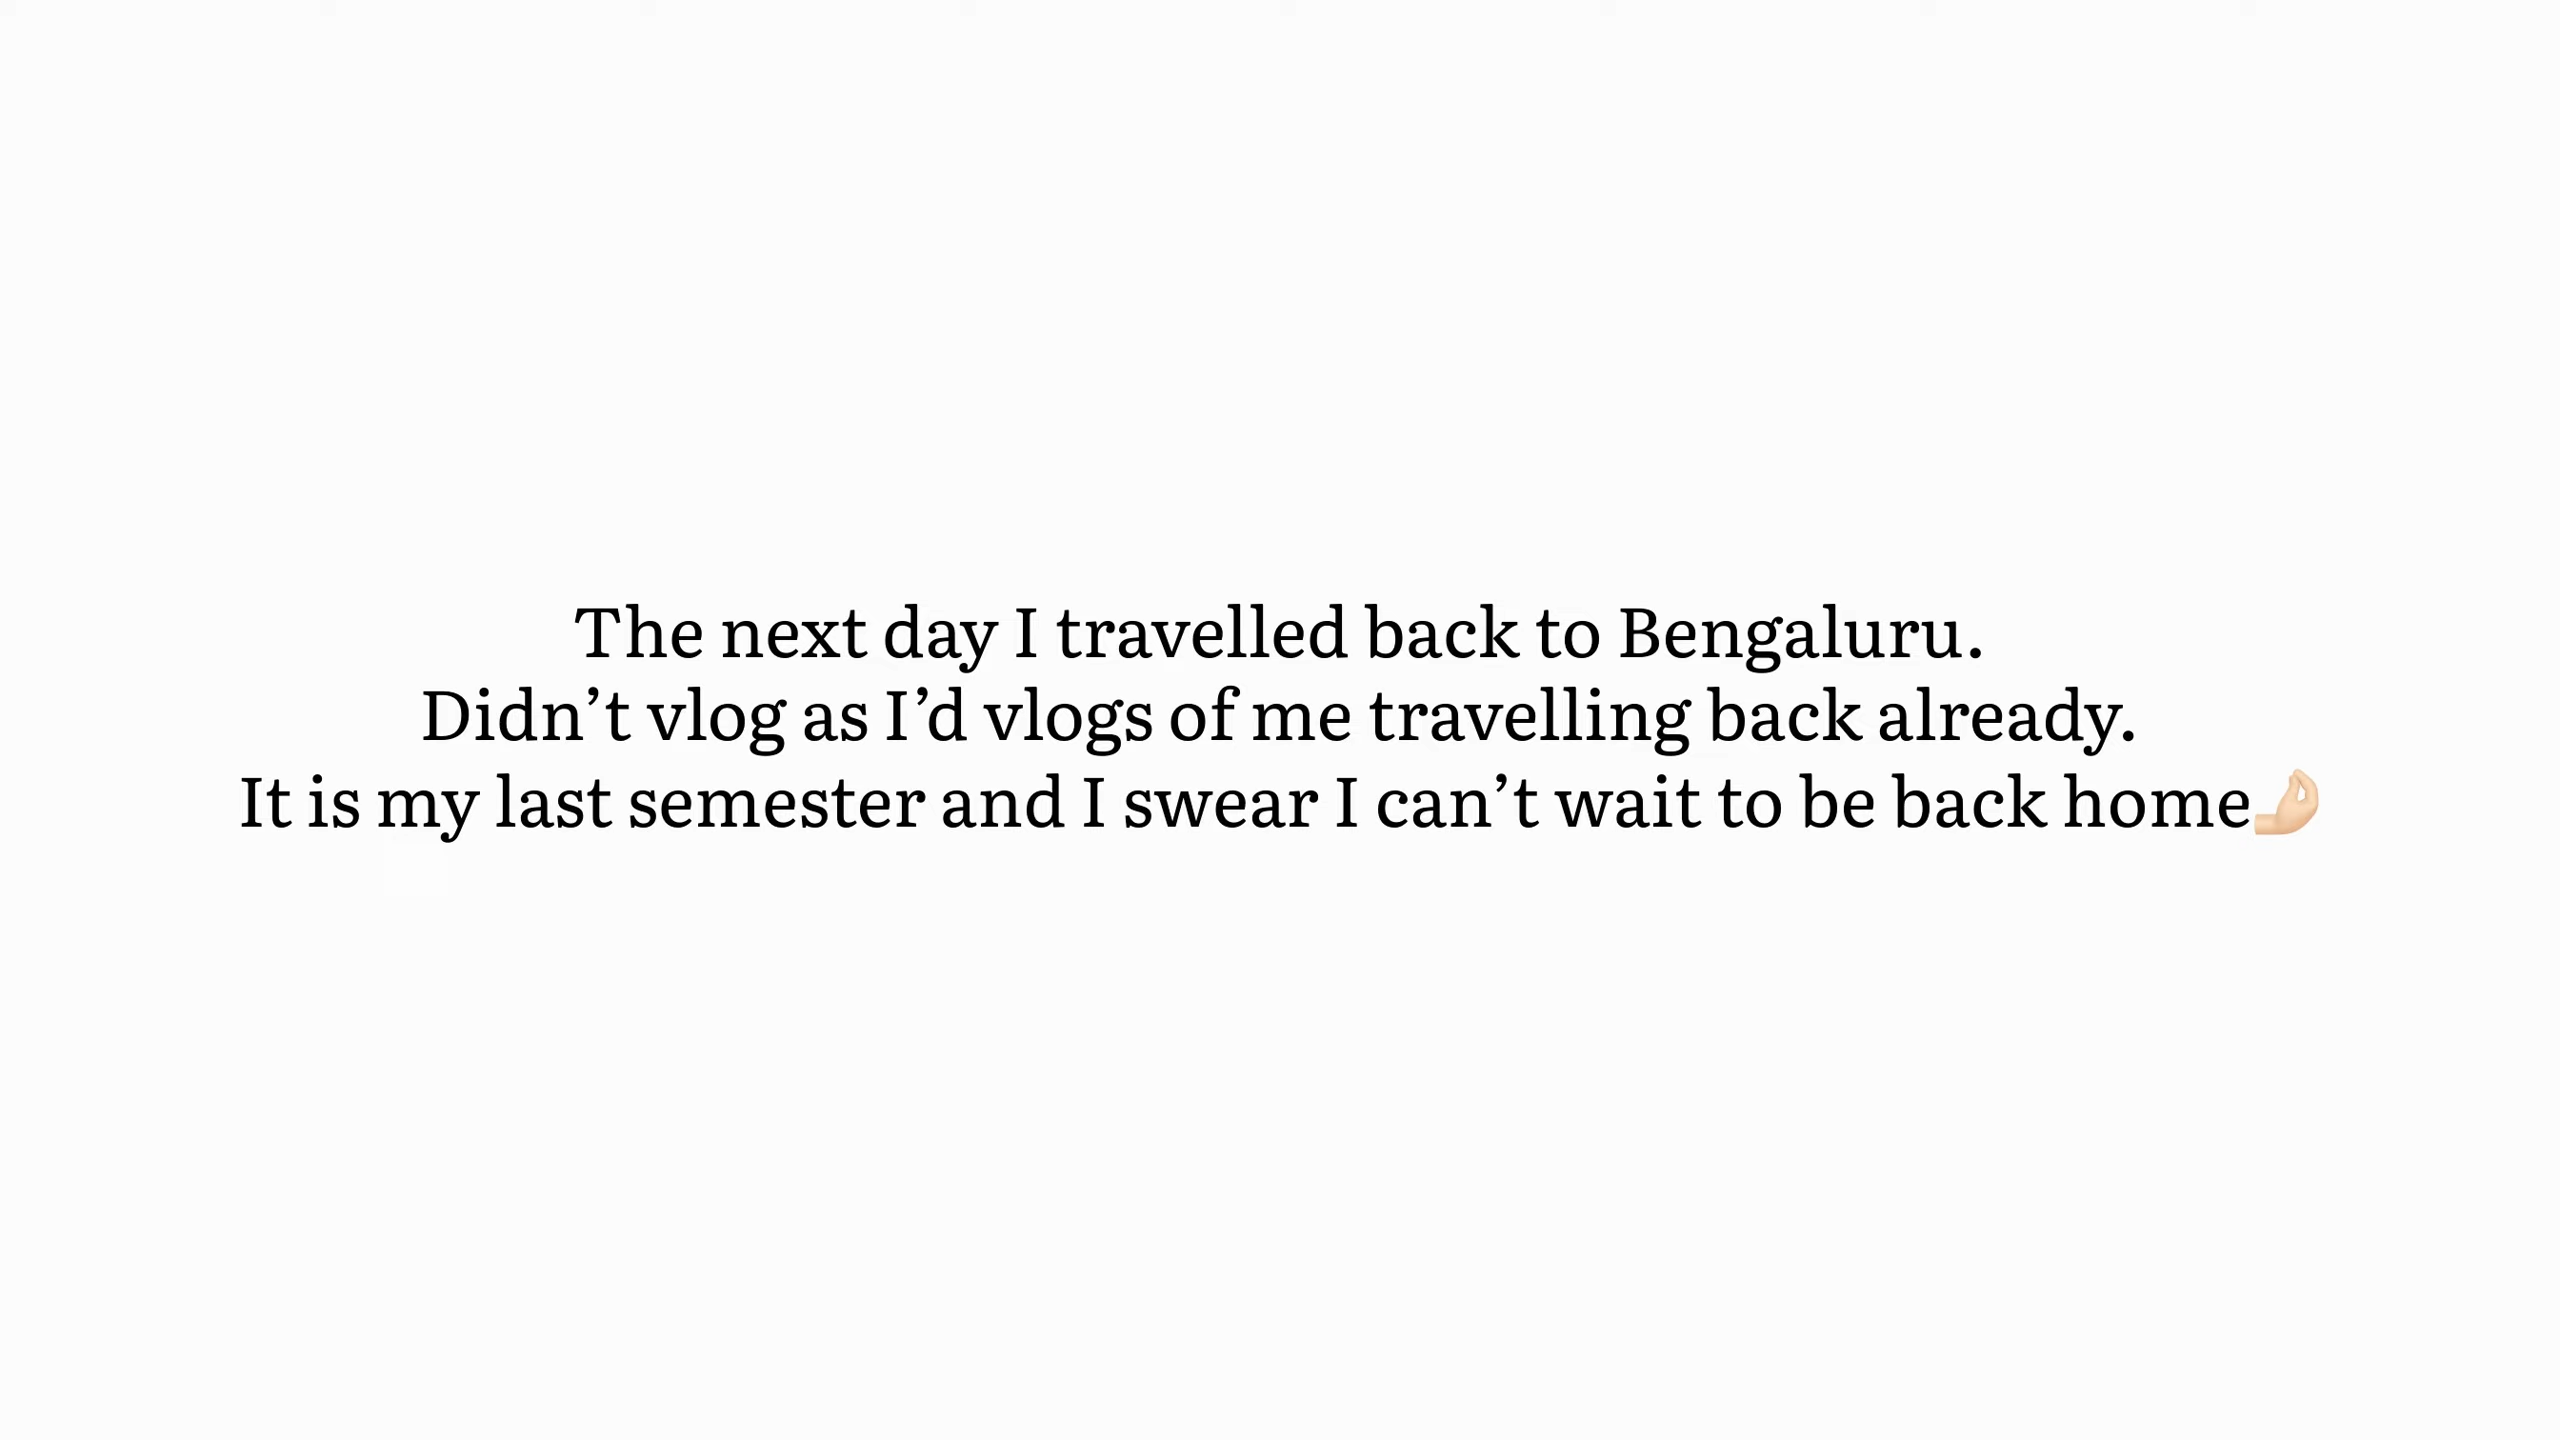 The next day I travelled back to Bengaluru.
Didn’t vlog as I’d vlogs of me travelling back already.
It is my last semester and I swear I can’t wait to be back home🤌🏻